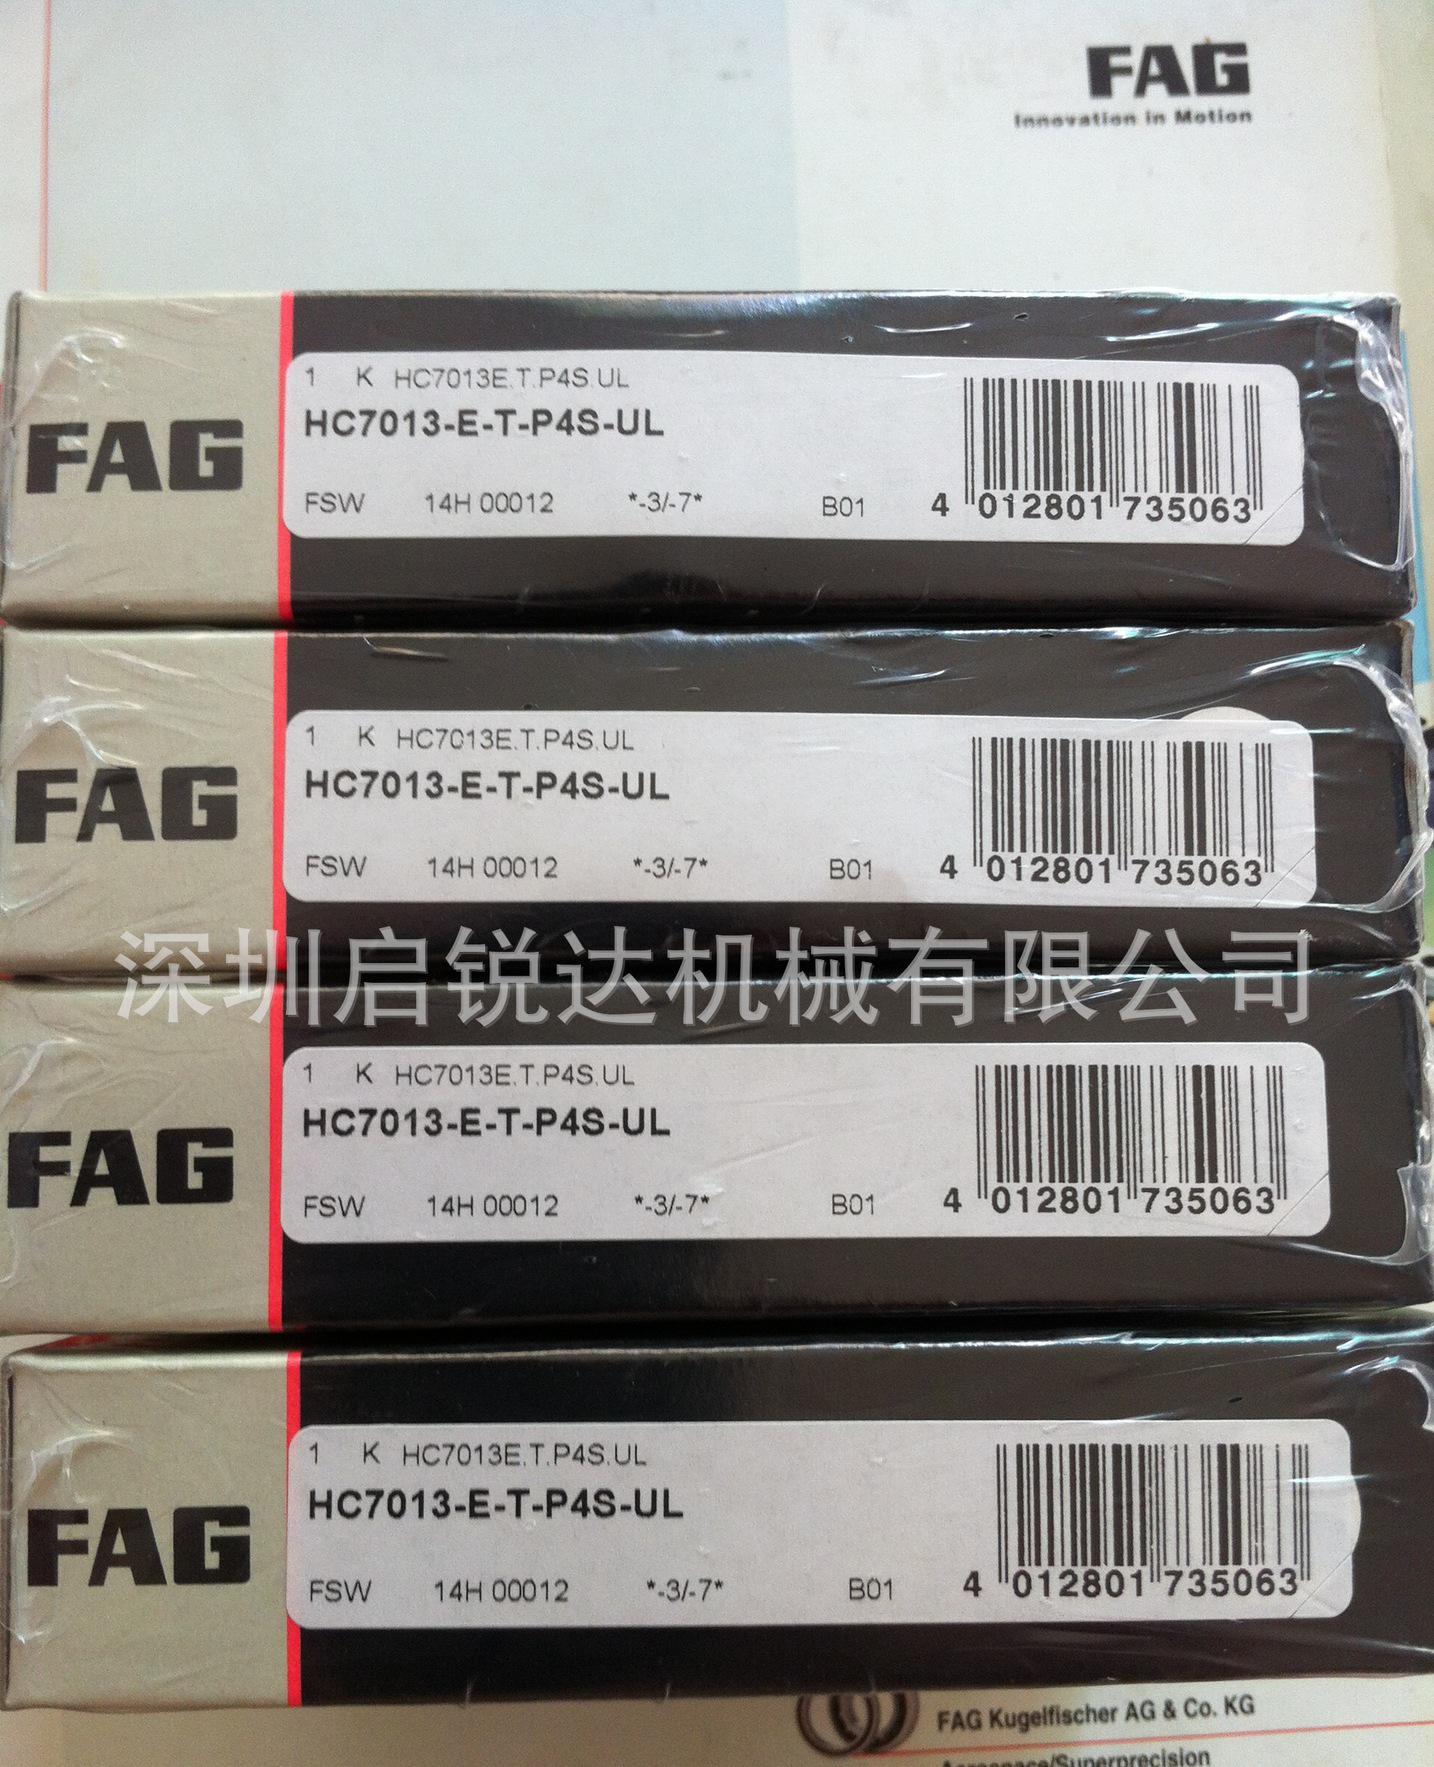 FAG
Innovation in Motion
FAG
1 K HC7013E.T.P4S.UL
HC7013-E-T-P4S-UL
FSW 14H 00012 *-3/-7* B01 4 012801 735063
FAG
1 K HC7013E.T.P4S.UL
HC7013-E-T-P4S-UL
FSW 14H 00012 *-3/-7* B01 4 012801 735063
深圳启锐达机械有限公司
FAG
1 K HC7013E.T.P4S.UL
HC7013-E-T-P4S-UL
FSW 14H 00012 *-3/-7* B01 4 012801 735063
FAG
1 K HC7013E.T.P4S.UL
HC7013-E-T-P4S-UL
FSW 14H 00012 *-3/-7* B01 4 012801 735063
FAG Kugelfischer AG & Co. KG
Aerospace/Superprecision